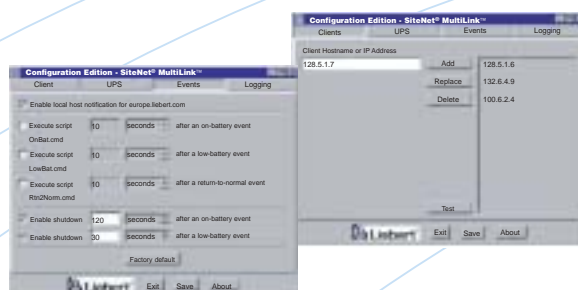 Configuration Edition - SiteNet® MultiLink™
Client UPS Events Logging
Enable local host notification for europe.liebert.com
Execute script 10 seconds after an on-battery event
OnBat.cmd
Execute script 10 seconds after a low-battery event
LowBat.cmd
Execute script 10 seconds after a return-to-normal event
Rtn2Norm.cmd
Enable shutdown 120 seconds after an on-battery event
Enable shutdown 30 seconds after a low-battery event
Factory default
Liebert Exit Save About
Configuration Edition - SiteNet® MultiLink™
Clients UPS Events Logging
Client Hostname or IP Address
128.5.1.7 Add 128.5.1.6
Replace 132.6.4.9
Delete 100.6.2.4
Test
Liebert Exit Save About